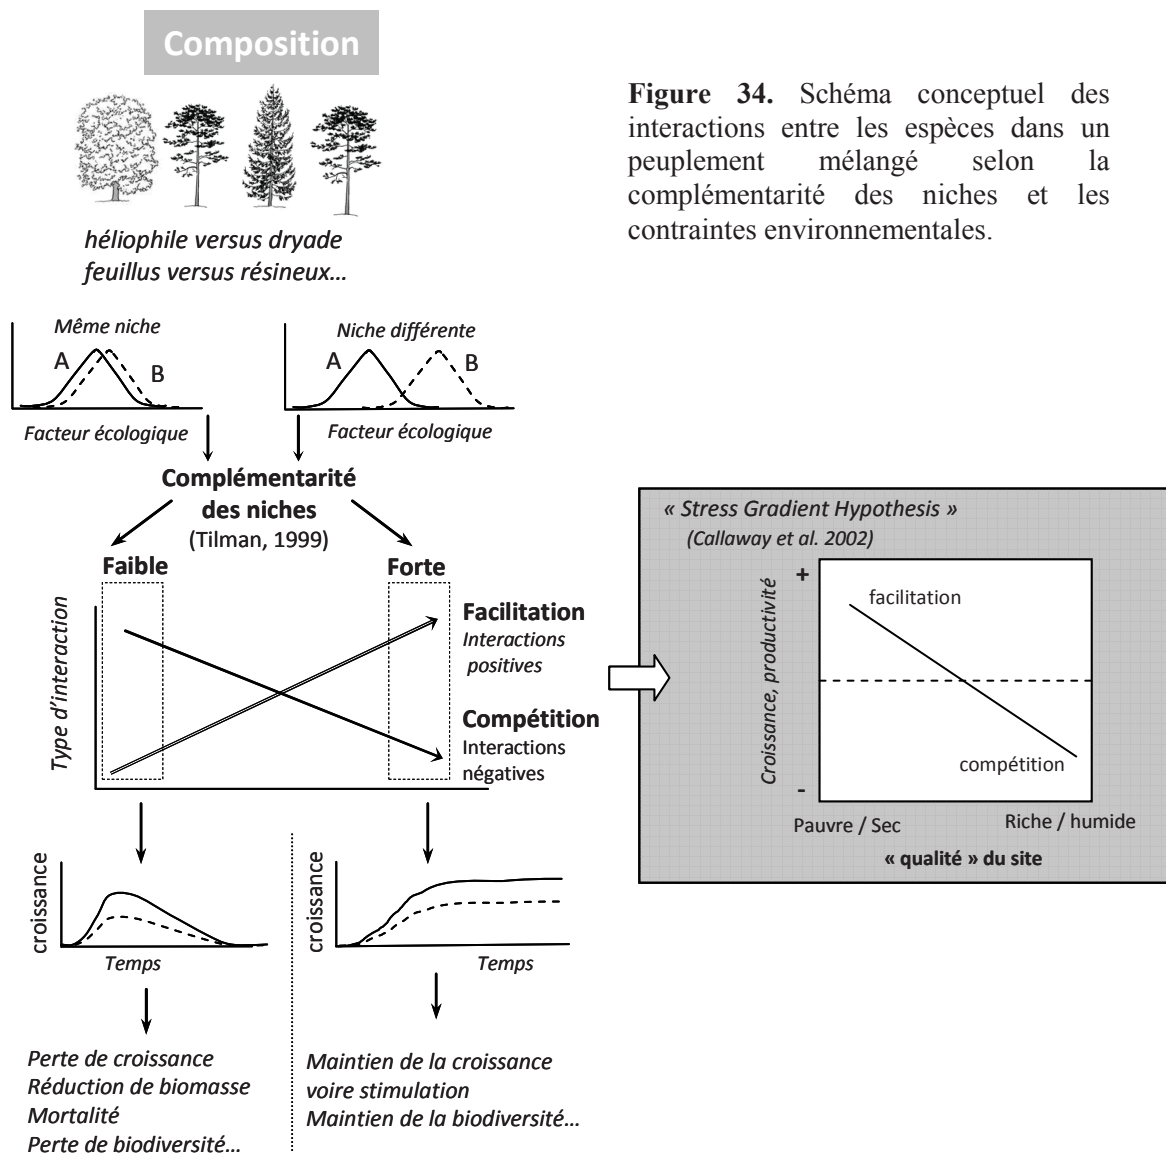 Composition
Figure 34. Schéma conceptuel des
interactions entre les espèces dans un
peuplement mélangé selon la
complémentarité des niches et les
contraintes environnementales.
héliophile versus dryade
feuillus versus résineux...
Même niche
A
B
Facteur écologique
Niche différente
A
B
Facteur écologique
Complémentarité
des niches
(Tilman, 1999)
Faible
Forte
Type d'interaction
Facilitation
Interactions
positives
Compétition
Interactions
négatives
« Stress Gradient Hypothesis »
(Callaway et al. 2002)
Croissance, productivité
+
-
facilitation
compétition
Pauvre / Sec
Riche / humide
« qualité » du site
croissance
Temps
croissance
Temps
Perte de croissance
Réduction de biomasse
Mortalité
Perte de biodiversité...
Maintien de la croissance
voire stimulation
Maintien de la biodiversité...